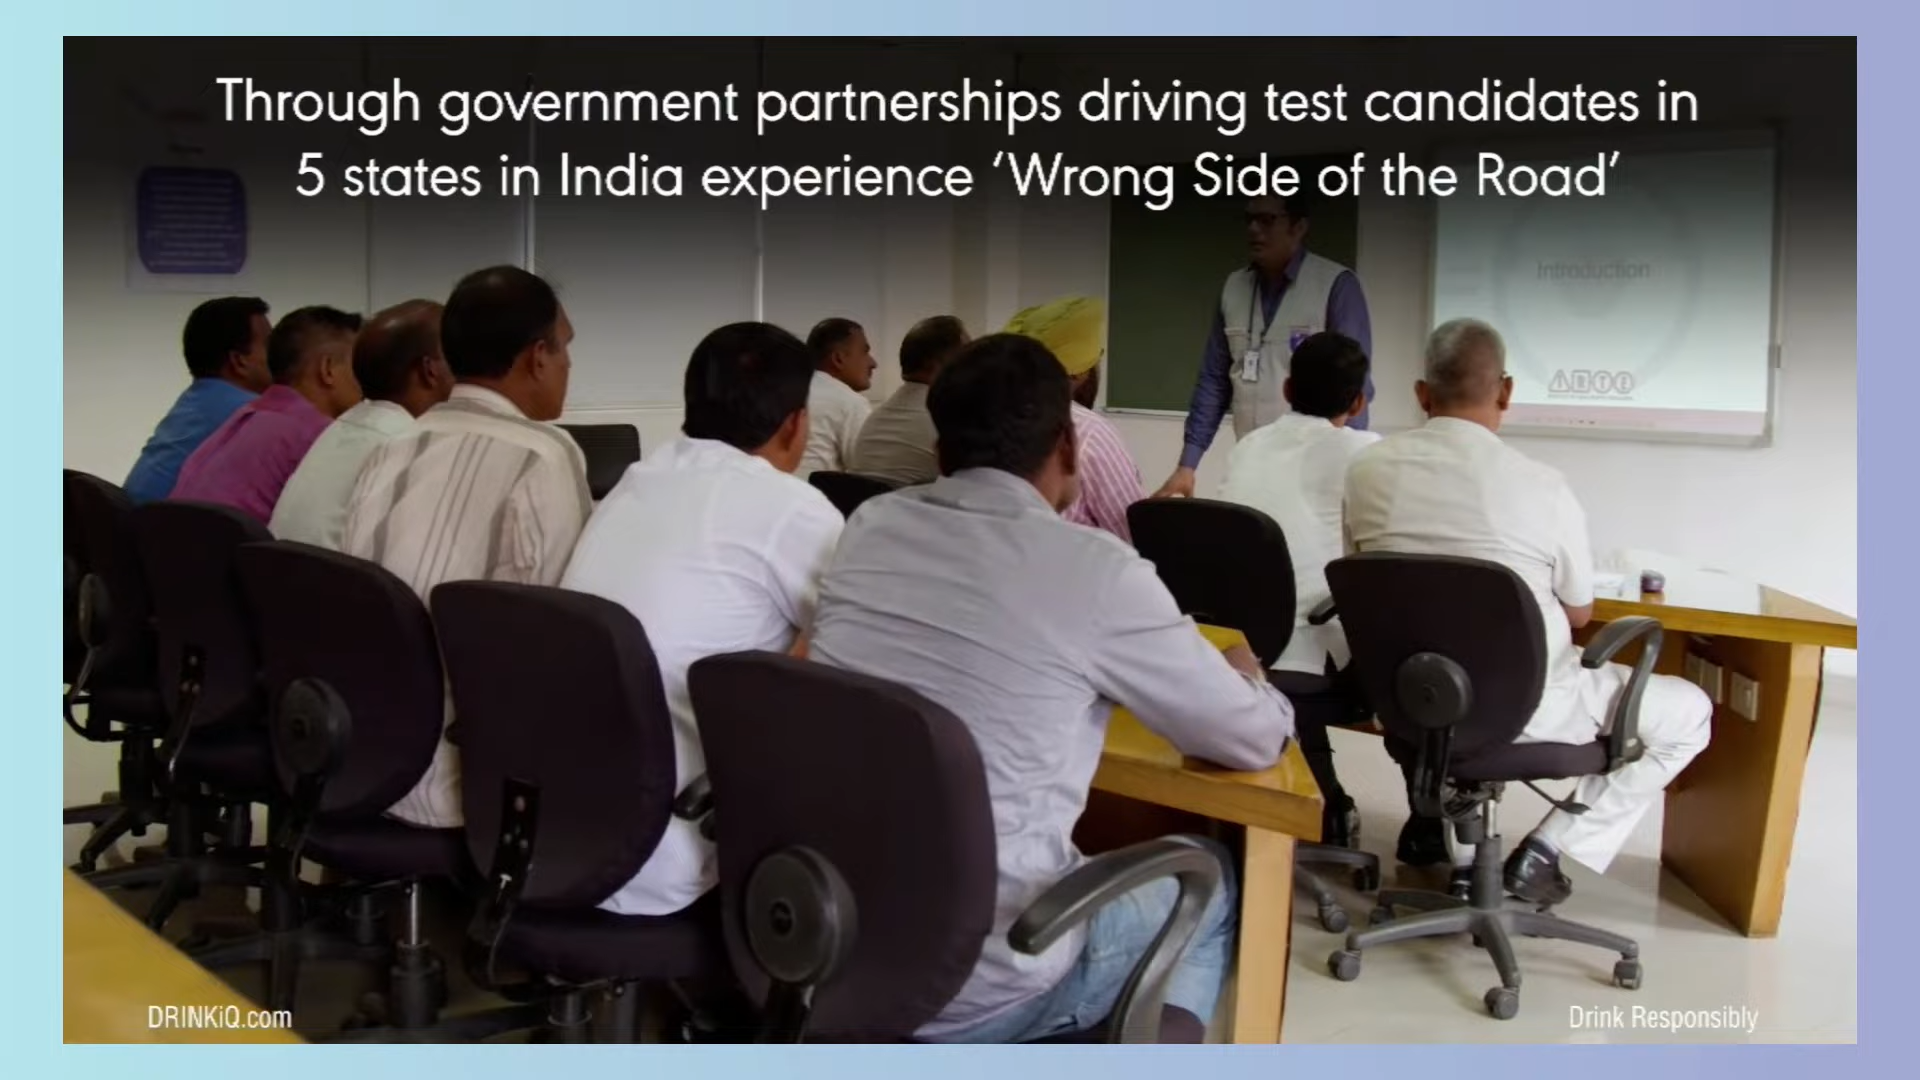 Through government partnerships driving test candidates in
5 states in India experience ‘Wrong Side of the Road’
Introduction
DRINKiQ.com
Drink Responsibly